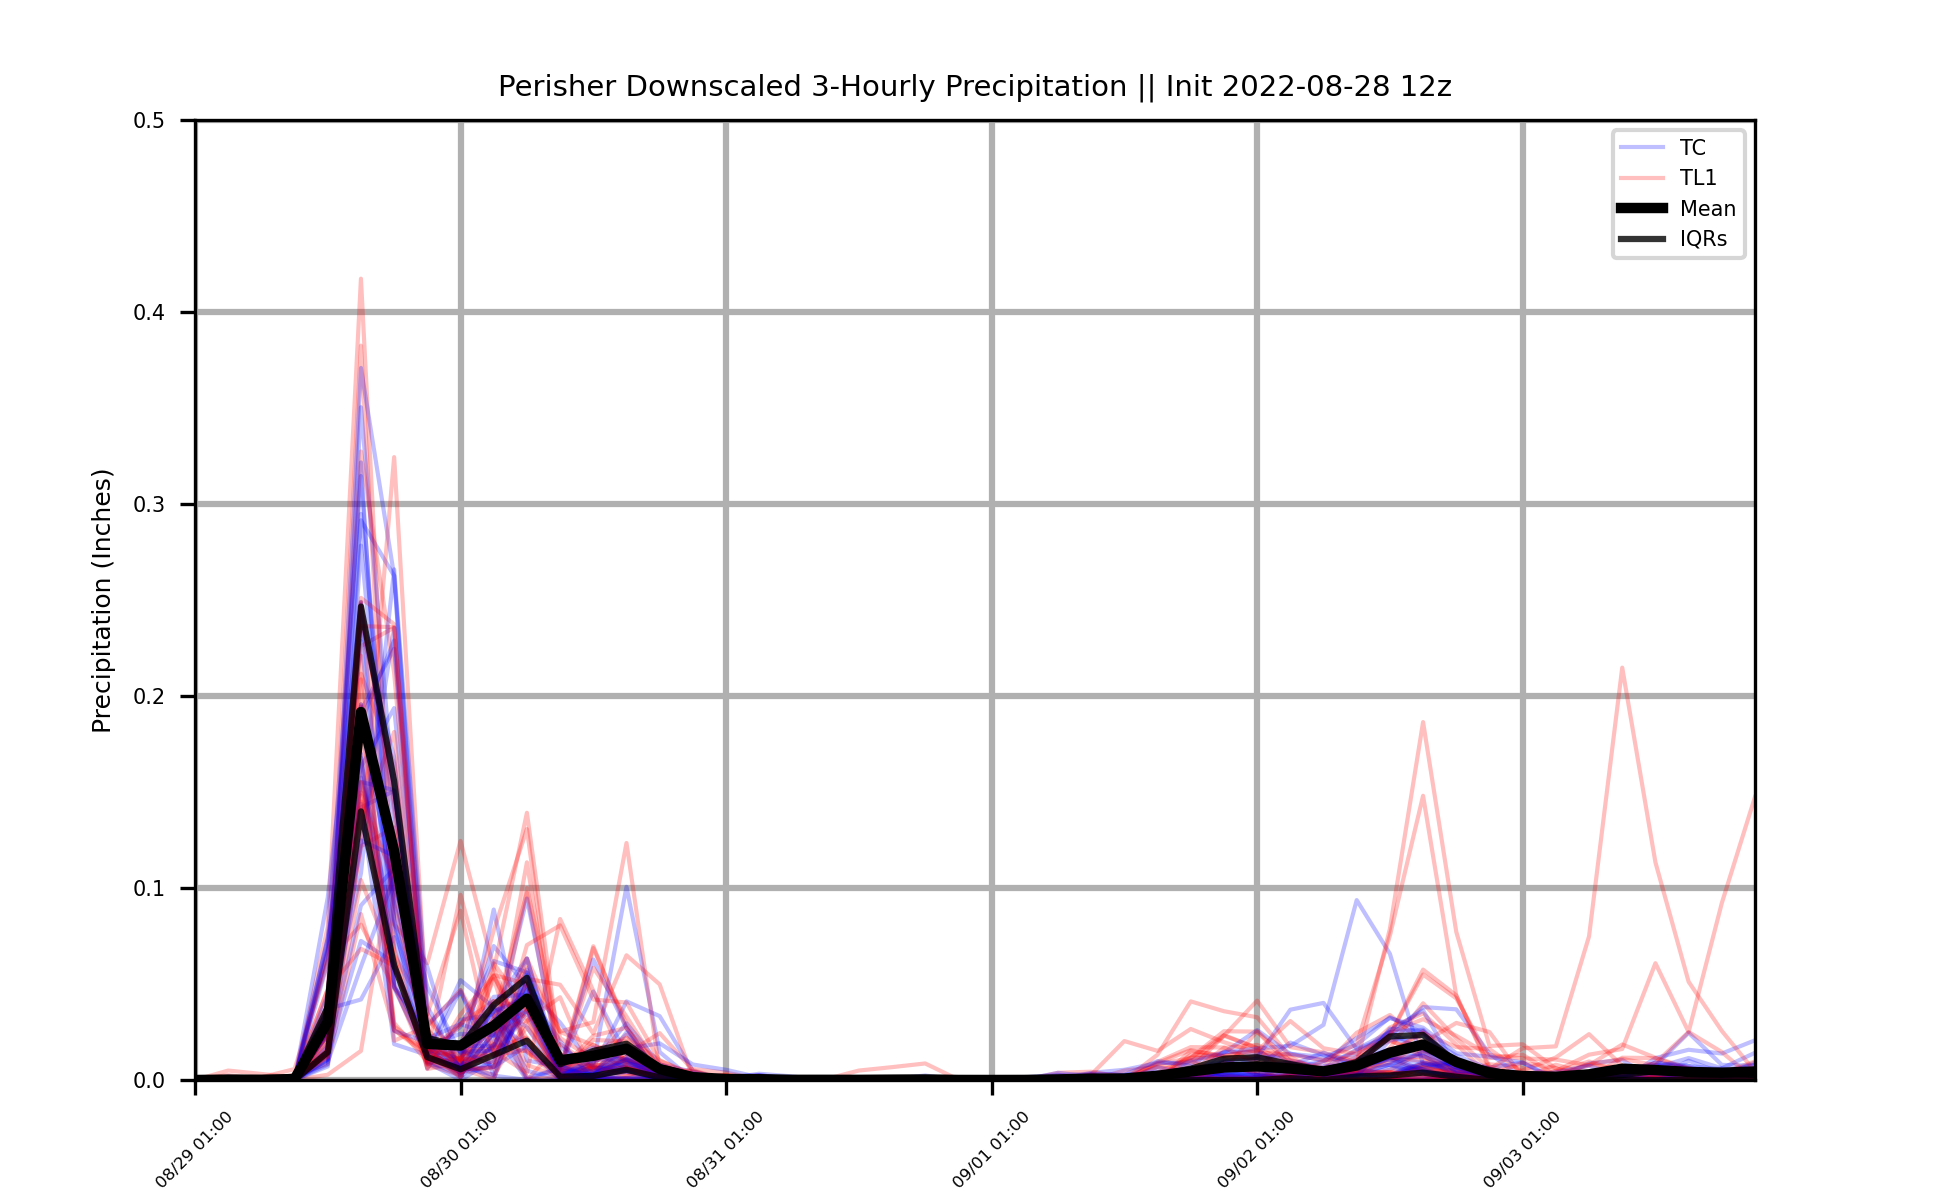 Perisher Downscaled 3-Hourly Precipitation || Init 2022-08-28 12z
Precipitation (Inches)
0.5
0.4
0.3
0.2
0.1
0.0
TC
TL1
Mean
IQRs
08/29 01:00
08/30 01:00
08/31 01:00
09/01 01:00
09/02 01:00
09/03 01:00